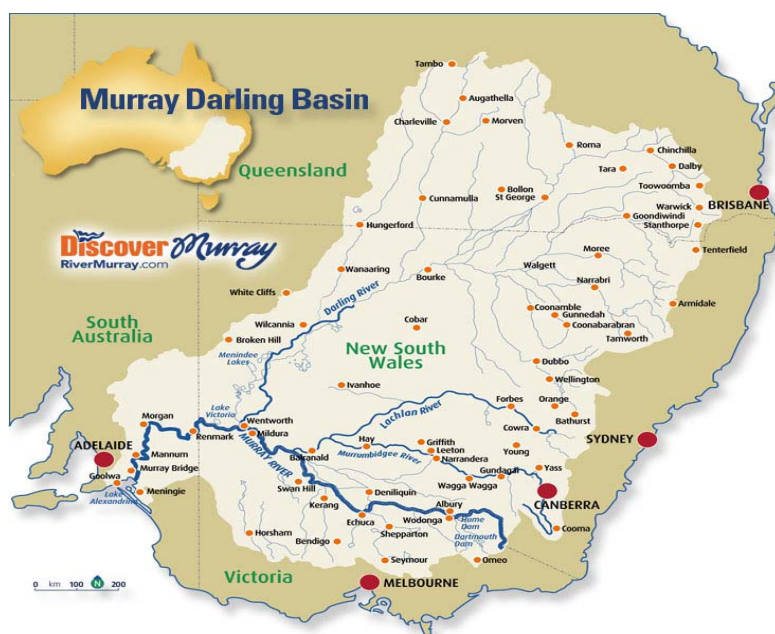 Murray Darling Basin
Tambo
Augathella
Charleville
Morven
Roma
Chinchilla
Queensland
Tara
Dalby
Toowoomba
Bollon
St George
Cunnamulla
BRISBANE
Warwick
Goondiwindi
Stanthorpe
Hungerford
Discover Murray
RiverMurray.com
Moree
Tenterfield
Wanaaring
Bourke
Walgett
Narrabri
White Cliffs
Darling River
Coonamble
Gunnedah
Armidale
South
Australia
Wilcannia
Cobar
Coonabarabran
Tamworth
Broken Hill
New South
Wales
Menindee
Lakes
Dubbo
Ivanhoe
Wellington
Lake
Victoria
Lachlan River
Forbes
Orange
Morgan
Wentworth
Bathurst
Renmark
Mildura
Cowra
SYDNEY
ADELAIDE
Mannum
MURRAY RIVER
Hay
Griffith
Leeton
Young
Murray Bridge
Balranald
Murrumbidgee River
Narrandera
Gundagai
Yass
Goolwa
Wagga Wagga
Lake
Alexandrina
Meningie
Swan Hill
Deniliquin
Kerang
Albury
CANBERRA
Echuca
Wodonga
Hume
Dam
Cooma
Horsham
Shepparton
Dartmouth
Dam
Bendigo
Seymour
Omeo
Victoria
MELBOURNE
0 km 100 N 200